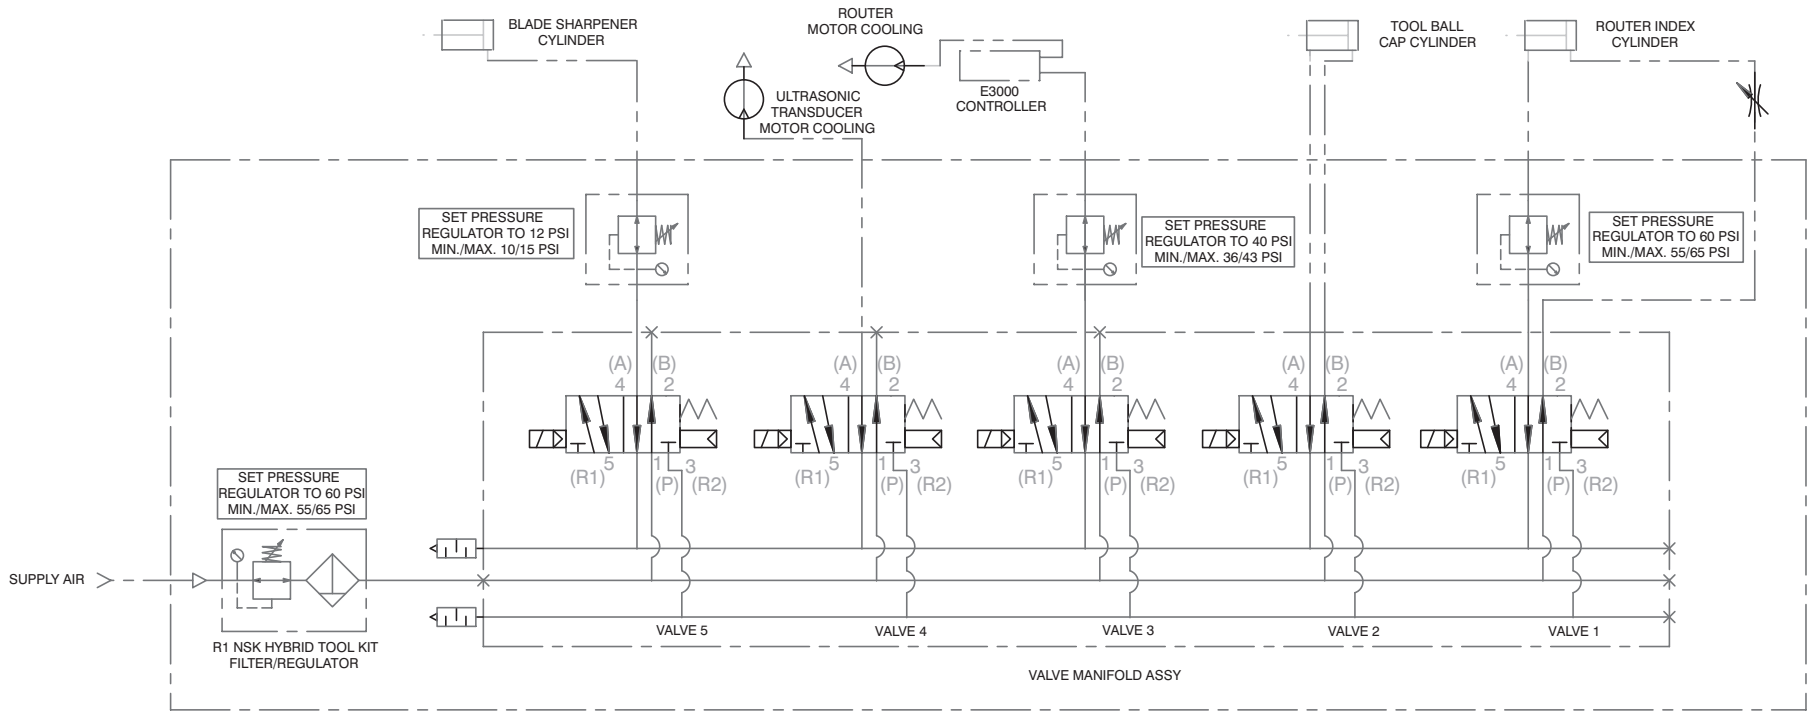 BLADE SHARPENER
CYLINDER
ROUTER
MOTOR COOLING
ULTRASONIC
TRANSDUCER
MOTOR COOLING
E3000
CONTROLLER
TOOL BALL
CAP CYLINDER
ROUTER INDEX
CYLINDER
SET PRESSURE
REGULATOR TO 12 PSI
MIN./MAX. 10/15 PSI
SET PRESSURE
REGULATOR TO 40 PSI
MIN./MAX. 36/43 PSI
SET PRESSURE
REGULATOR TO 60 PSI
MIN./MAX. 55/65 PSI
(A) (B)
4 2
(A) (B)
4 2
(A) (B)
4 2
(A) (B)
4 2
(A) (B)
4 2
5 1 3
(R1) (P) (R2)
5 1 3
(R1) (P) (R2)
5 1 3
(R1) (P) (R2)
5 1 3
(R1) (P) (R2)
5 1 3
(R1) (P) (R2)
SET PRESSURE
REGULATOR TO 60 PSI
MIN./MAX. 55/65 PSI
SUPPLY AIR
R1 NSK HYBRID TOOL KIT
FILTER/REGULATOR
VALVE 5
VALVE 4
VALVE 3
VALVE 2
VALVE 1
VALVE MANIFOLD ASSY